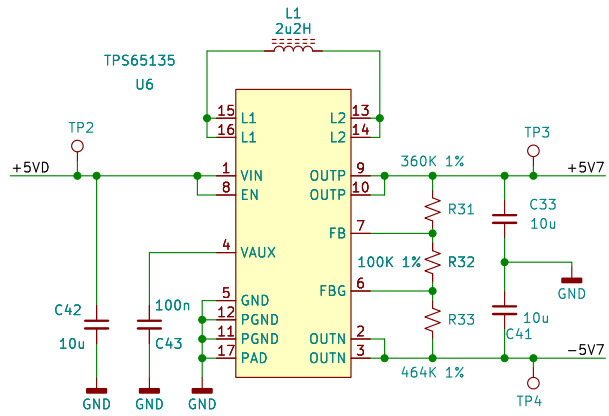 L1
2u2H
TPS65135
U6
15 L1 L2 13
16 L1 L2 14
TP2
TP3
+5VD
1 VIN OUTP 9
360K 1%
+5V7
8 EN OUTP 10
R31
C33
10u
7 FB
4 VAUX
100K 1%
R32
6 FBG
GND
5 GND
12 PGND
11 PGND
17 PAD
100n
C43
C42
10u
R33
10u
C41
OUTN 2
OUTN 3
-5V7
464K 1%
TP4
GND
GND
GND